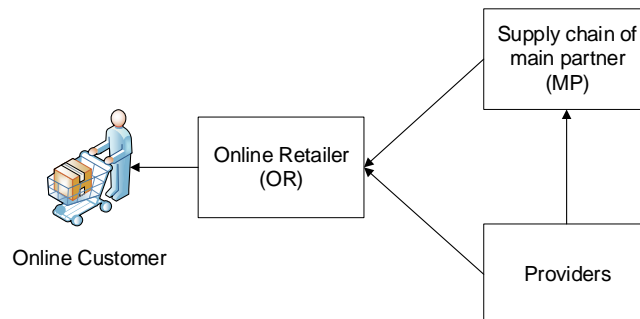 Supply chain of
main partner
(MP)
Online Retailer
(OR)
Online Customer
Providers